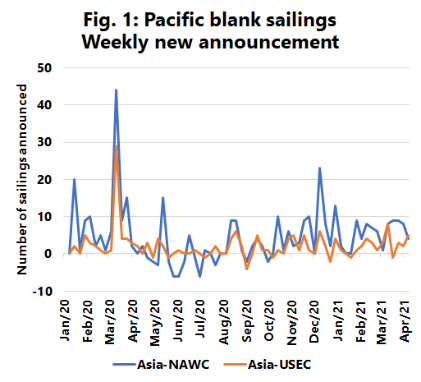 Fig. 1: Pacific blank sailings
Weekly new announcement
Number of sailings announced
50
40
30
20
10
0
-10
Jan/20
Feb/20
Mar/20
Apr/20
May/20
Jun/20
Jul/20
Aug/20
Sep/20
Oct/20
Nov/20
Dec/20
Jan/21
Feb/21
Mar/21
Apr/21
Asia-NAWC
Asia-USEC